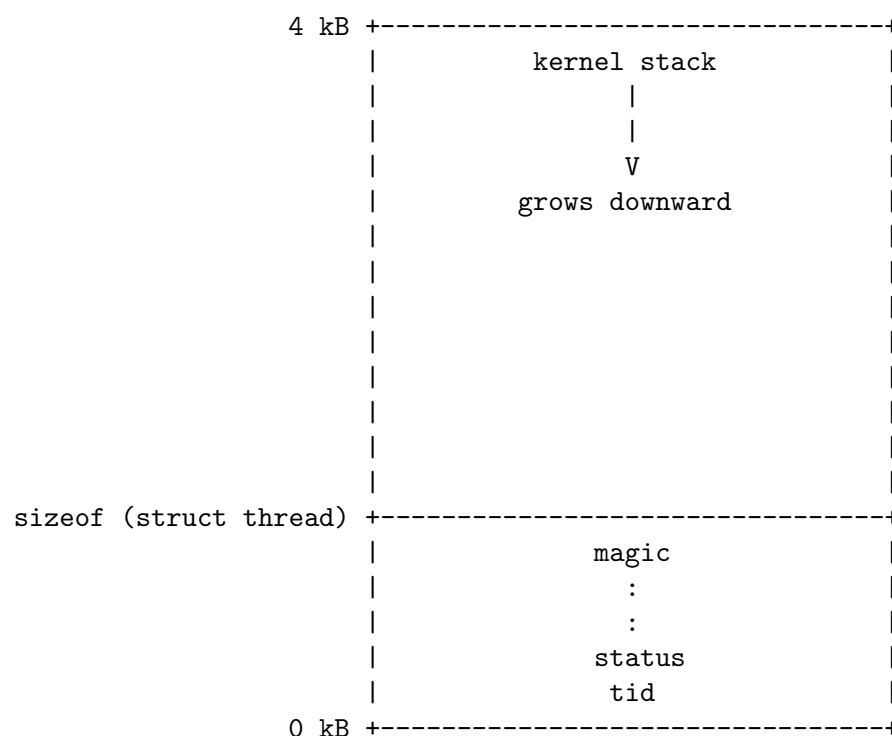 4 kB +---------------------------------+
| kernel stack |
| | |
| | |
| V |
| grows downward |
| |
| |
| |
| |
| |
| |
| |
| |
sizeof (struct thread) +---------------------------------+
| magic |
| : |
| : |
| status |
| tid |
0 kB +---------------------------------+